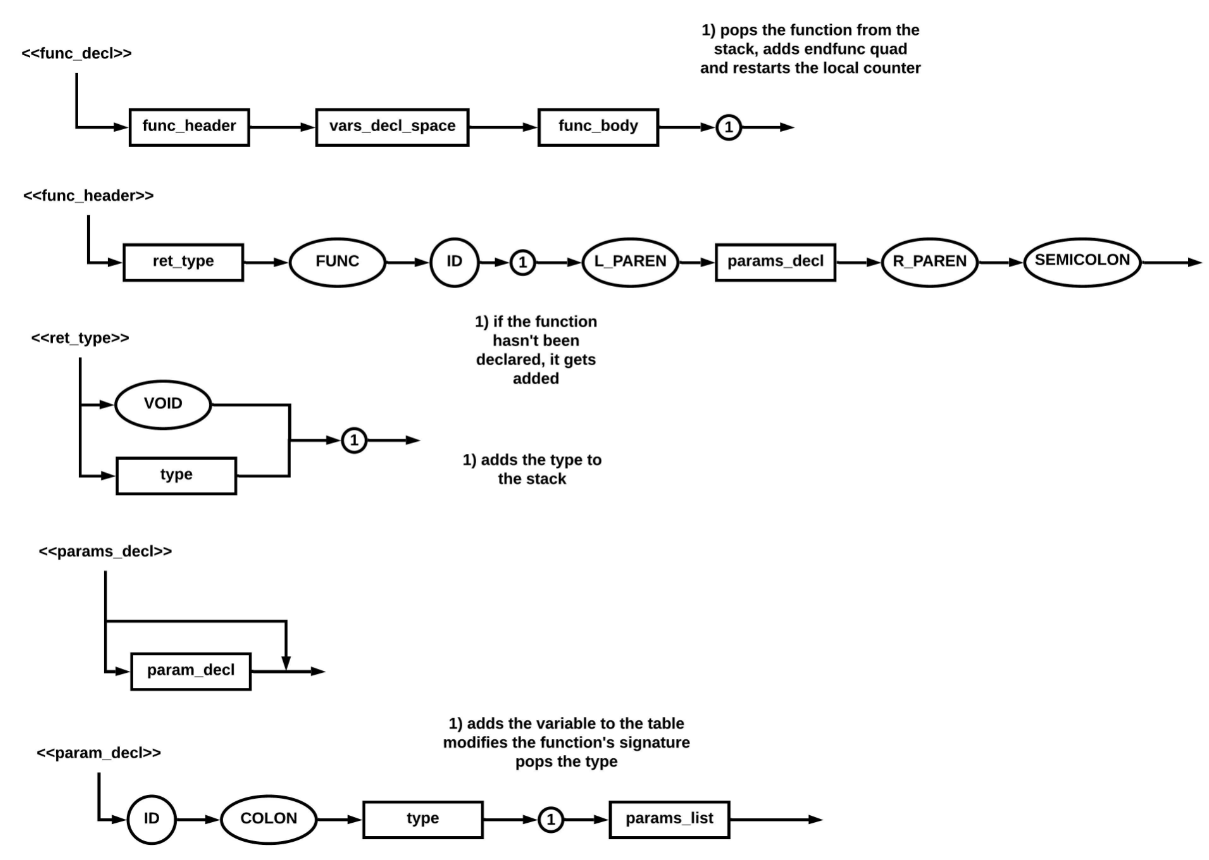 1) pops the function from the
stack, adds endfunc quad
and restarts the local counter
<<func_decl>>
func_header vars_decl_space func_body 1
<<func_header>>
ret_type FUNC ID 1 L_PAREN params_decl R_PAREN SEMICOLON
1) if the function
hasn't been
declared, it gets
added
<<ret_type>>
VOID
1
type
1) adds the type to
the stack
<<params_decl>>
param_decl
1) adds the variable to the table
modifies the function's signature
pops the type
<<param_decl>>
ID COLON type 1 params_list